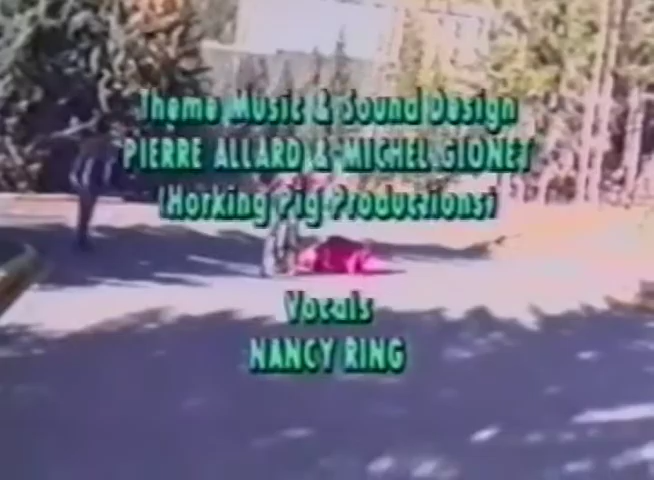 Theme Music & Sound Design
PIERRE ALLARD & MICHEL GIONET
(Horking Pig Productions)
Vocals
NANCY RING